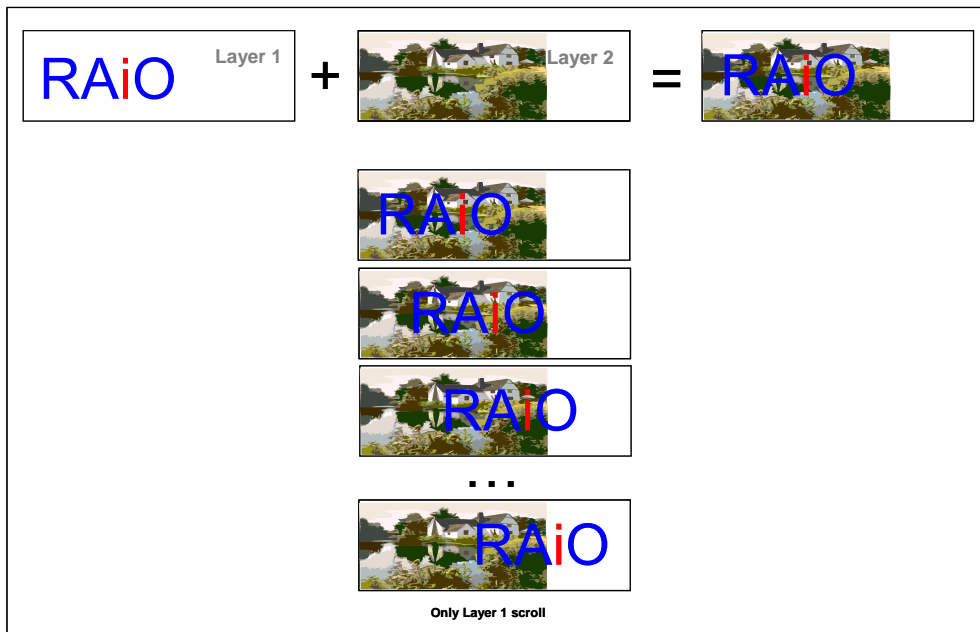 RAiO Layer 1 + Layer 2 = RAiO
RAiO
RAiO
RAiO
...
RAiO
Only Layer 1 scroll